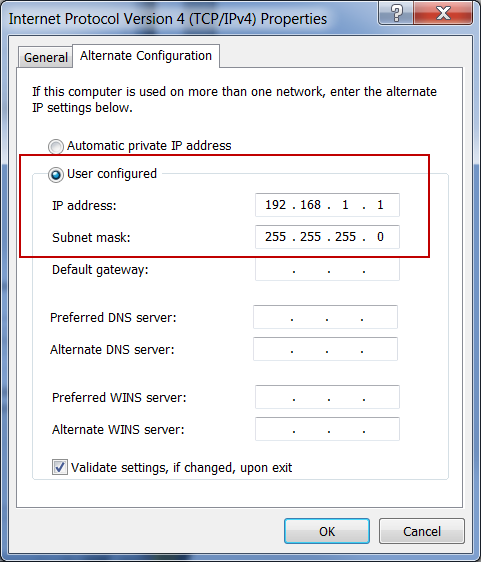 Internet Protocol Version 4 (TCP/IPv4) Properties
General
Alternate Configuration
If this computer is used on more than one network, enter the alternate
IP settings below.
Automatic private IP address
User configured
IP address: 192 . 168 . 1 . 1
Subnet mask: 255 . 255 . 255 . 0
Default gateway: . . .
Preferred DNS server: . . .
Alternate DNS server: . . .
Preferred WINS server: . . .
Alternate WINS server: . . .
Validate settings, if changed, upon exit
OK
Cancel